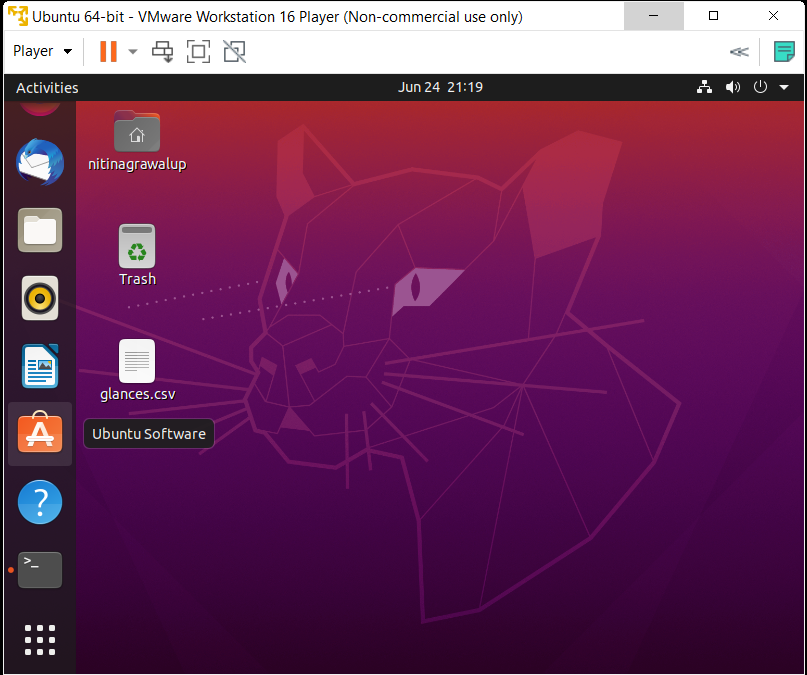 Ubuntu 64-bit - VMware Workstation 16 Player (Non-commercial use only)
Player
Activities
Jun 24 21:19
nitinagrawalup
Trash
glances.csv
Ubuntu Software
?
>_